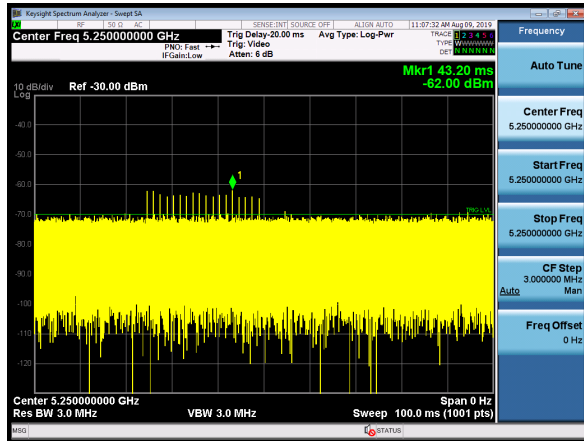 Keysight Spectrum Analyzer - Swept SA
RF 50 Ω AC SENSE:INT SOURCE OFF ALIGN AUTO 11:07:32 AM Aug 09, 2019
Center Freq 5.250000000 GHz
PNO: Fast
IFGain:Low
Trig Delay-20.00 ms
Trig: Video
Atten: 6 dB
Avg Type: Log-Pwr
TRACE 1 2 3 4 5 6
TYPE WWWWWW
DET NNNNNN
Mkr1 43.20 ms
-62.00 dBm
10 dB/div Ref -30.00 dBm
Log
-40.0
-50.0
-60.0
-70.0
-80.0
-90.0
-100
-110
-120
1
TRIG LVL
Center 5.250000000 GHz Span 0 Hz
Res BW 3.0 MHz VBW 3.0 MHz Sweep 100.0 ms (1001 pts)
MSG STATUS
Frequency
Auto Tune
Center Freq
5.250000000 GHz
Start Freq
5.250000000 GHz
Stop Freq
5.250000000 GHz
CF Step
3.000000 MHz
Auto Man
Freq Offset
0 Hz